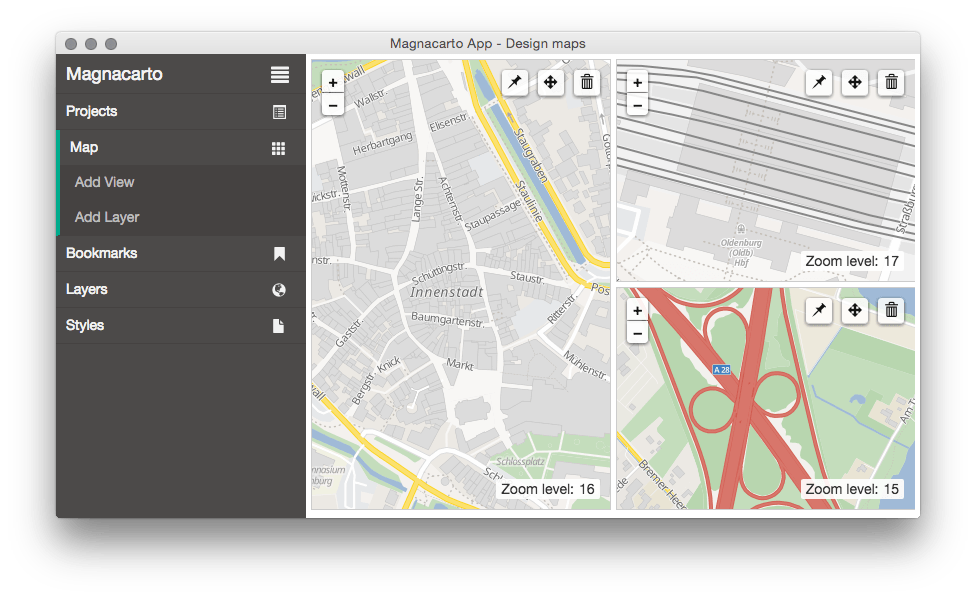 Magnacarto App - Design maps
Magnacarto
Projects
Map
Add View
Add Layer
Bookmarks
Layers
Styles
+
−
Wallstr.
Elisenstr.
Herbartgang
Mottenstr.
Lange Str.
Achternstr.
Staupassage
Staugraben
Staulinie
Schüttingstr.
Staustr.
Innenstadt
Ritterstr.
Baumgartenstr.
Gaststr.
Markt
Mühlenstr.
Bergstr.
Knick
Schlossplatz
Zoom level: 16
+
−
Oldenburg
(Oldb)
Hbf
Zoom level: 17
+
−
A 28
Zoom level: 15